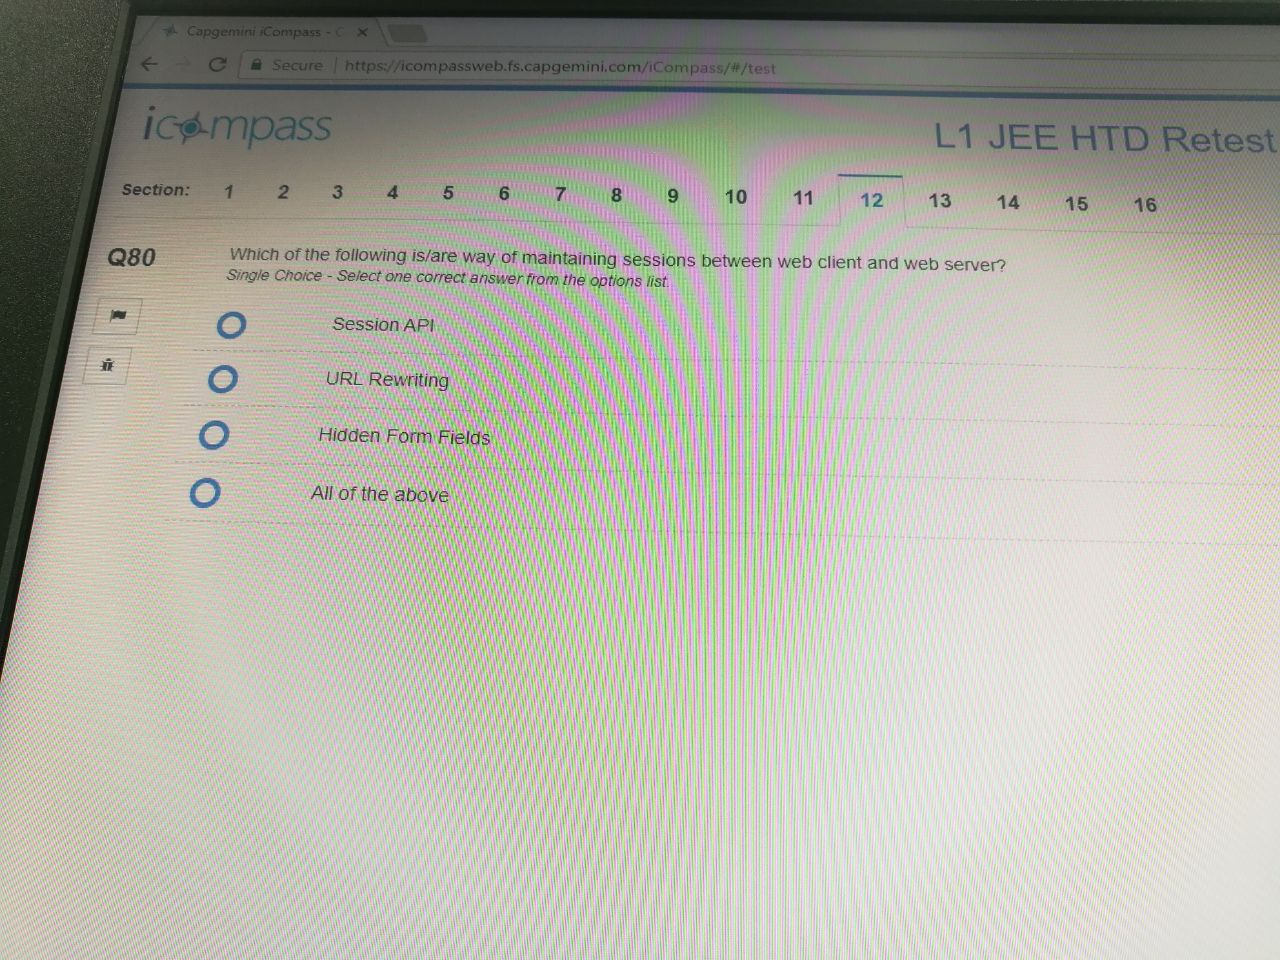 Capgemini iCompass - C
Secure https://icompassweb.fs.capgemini.com/iCompass/#/test
icompass
L1 JEE HTD Retest
Section: 1 2 3 4 5 6 7 8 9 10 11 12 13 14 15 16
Q80 Which of the following is/are way of maintaining sessions between web client and web server?
Single Choice - Select one correct answer from the options list.
Session API
URL Rewriting
Hidden Form Fields
All of the above